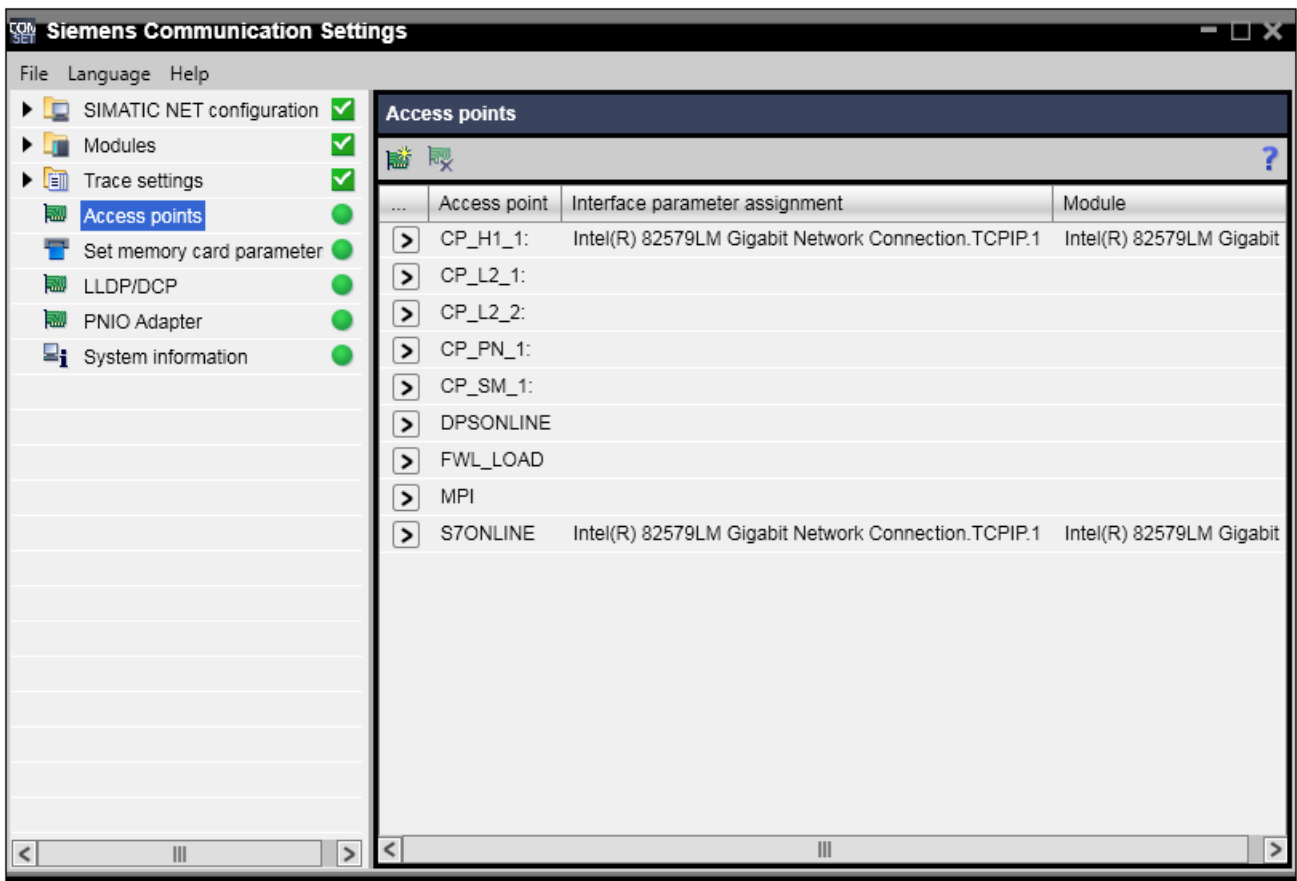 COM SET Siemens Communication Settings
File Language Help
SIMATIC NET configuration
Modules
Trace settings
Access points
Set memory card parameter
LLDP/DCP
PNIO Adapter
System information
Access points
?
... Access point Interface parameter assignment Module
CP_H1_1: Intel(R) 82579LM Gigabit Network Connection.TCPIP.1 Intel(R) 82579LM Gigabit
CP_L2_1:
CP_L2_2:
CP_PN_1:
CP_SM_1:
DPSONLINE
FWL_LOAD
MPI
S7ONLINE Intel(R) 82579LM Gigabit Network Connection.TCPIP.1 Intel(R) 82579LM Gigabit